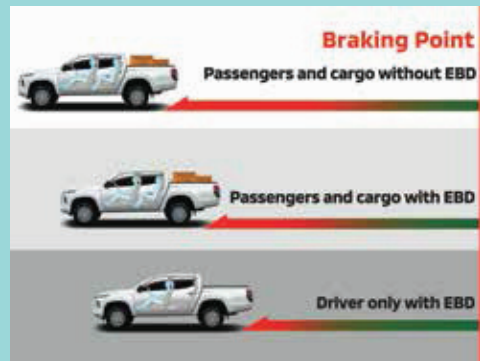 Braking Point
Passengers and cargo without EBD
Passengers and cargo with EBD
Driver only with EBD